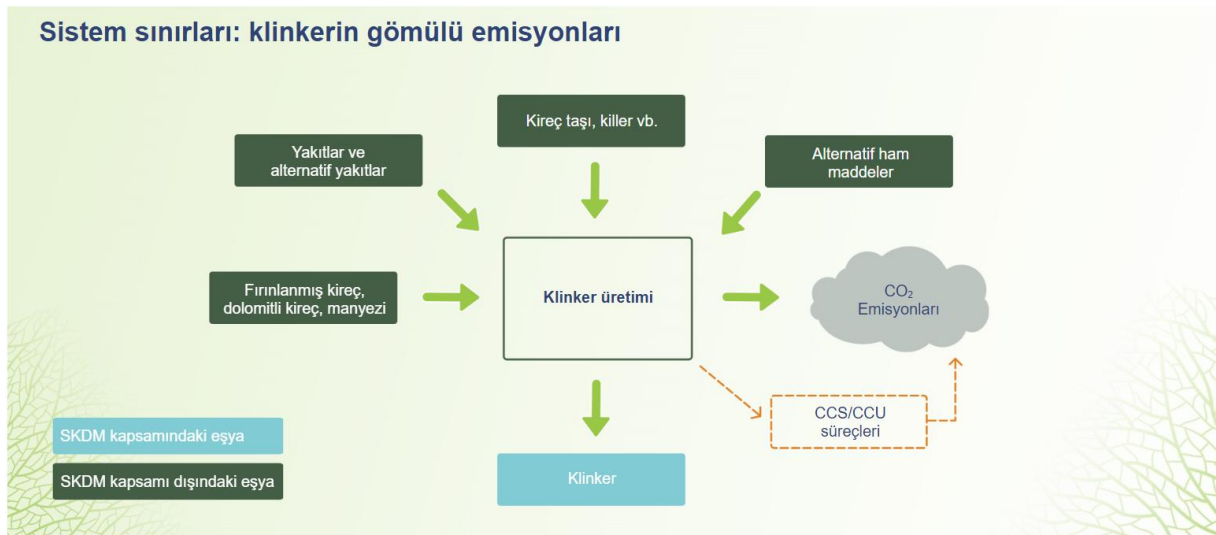 Sistem sınırları: klinkerin gömülü emisyonları
Kireç taşı, killer vb.
Yakıtlar ve
alternatif yakıtlar
Alternatif ham
maddeler
Fırınlanmış kireç,
dolomitli kireç, manyezi
Klinker üretimi
CO₂
Emisyonları
CCS/CCU
süreçleri
SKDM kapsamındaki eşya
Klinker
SKDM kapsamı dışındaki eşya